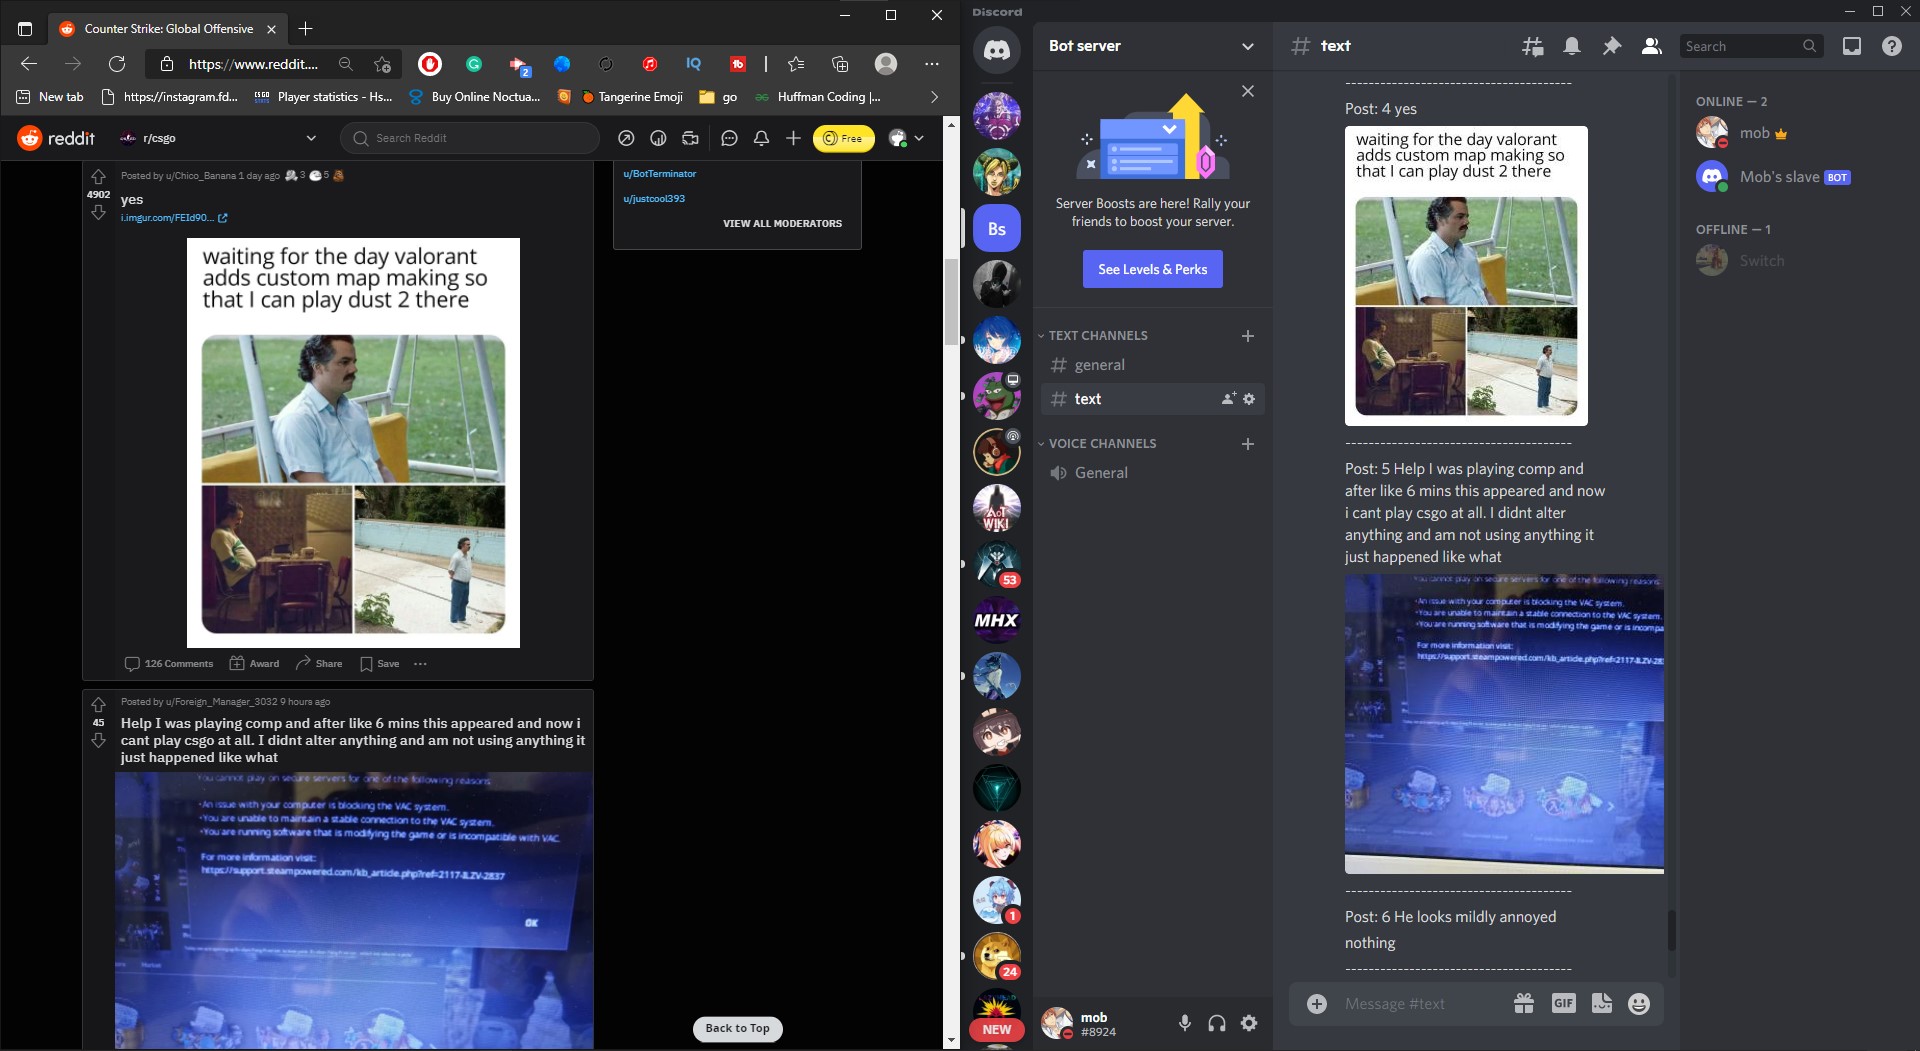 Counter Strike: Global Offensive
https://www.reddit....
2
IQ
New tab
https://instagram.fd...
Player statistics - Hs...
Buy Online Noctua...
Tangerine Emoji
go
Huffman Coding |...
reddit
r/csgo
Search Reddit
Free
Posted by u/Chico_Banana 1 day ago
3
5
4902
yes
i.imgur.com/FEId90...
waiting for the day valorant
adds custom map making so
that I can play dust 2 there
126 Comments
Award
Share
Save
u/BotTerminator
u/justcool393
VIEW ALL MODERATORS
Posted by u/Foreign_Manager_3032 9 hours ago
45
Help I was playing comp and after like 6 mins this appeared and now i
cant play csgo at all. I didnt alter anything and am not using anything it
just happened like what
You cannot play on secure servers for one of the following reasons
•An issue with your computer is blocking the VAC system.
•You are unable to maintain a stable connection to the VAC system.
•You are running software that is modifying the game or is incompatible with VAC.
For more information visit:
https://support.steampowered.com/kb_article.php?ref=2117-ILZV-2837
OK
Back to Top
Discord
Bs
AoT
WIKI
53
MHX
1
24
NEW
Bot server
Server Boosts are here! Rally your
friends to boost your server.
See Levels & Perks
TEXT CHANNELS
general
text
VOICE CHANNELS
General
mob
#8924
text
Search
----------------------------------------
Post: 4 yes
waiting for the day valorant
adds custom map making so
that I can play dust 2 there
----------------------------------------
Post: 5 Help I was playing comp and
after like 6 mins this appeared and now
i cant play csgo at all. I didnt alter
anything and am not using anything it
just happened like what
You cannot play on secure servers for one of the following reasons
•An issue with your computer is blocking the VAC system.
•You are unable to maintain a stable connection to the VAC system.
•You are running software that is modifying the game or is incompa
For more information visit:
https://support.steampowered.com/kb_article.php?ref=2117-ILZV-28
----------------------------------------
Post: 6 He looks mildly annoyed
nothing
----------------------------------------
Message #text
GIF
ONLINE — 2
mob
Mob's slave BOT
OFFLINE — 1
Switch